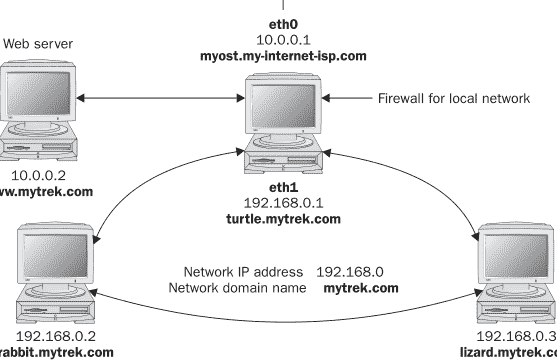 eth0
10.0.0.1
myost.my-internet-isp.com
Web server
Firewall for local network
10.0.0.2
ww.mytrek.com
eth1
192.168.0.1
turtle.mytrek.com
Network IP address 192.168.0
Network domain name mytrek.com
192.168.0.2
rabbit.mytrek.com
192.168.0.3
lizard.mytrek.co